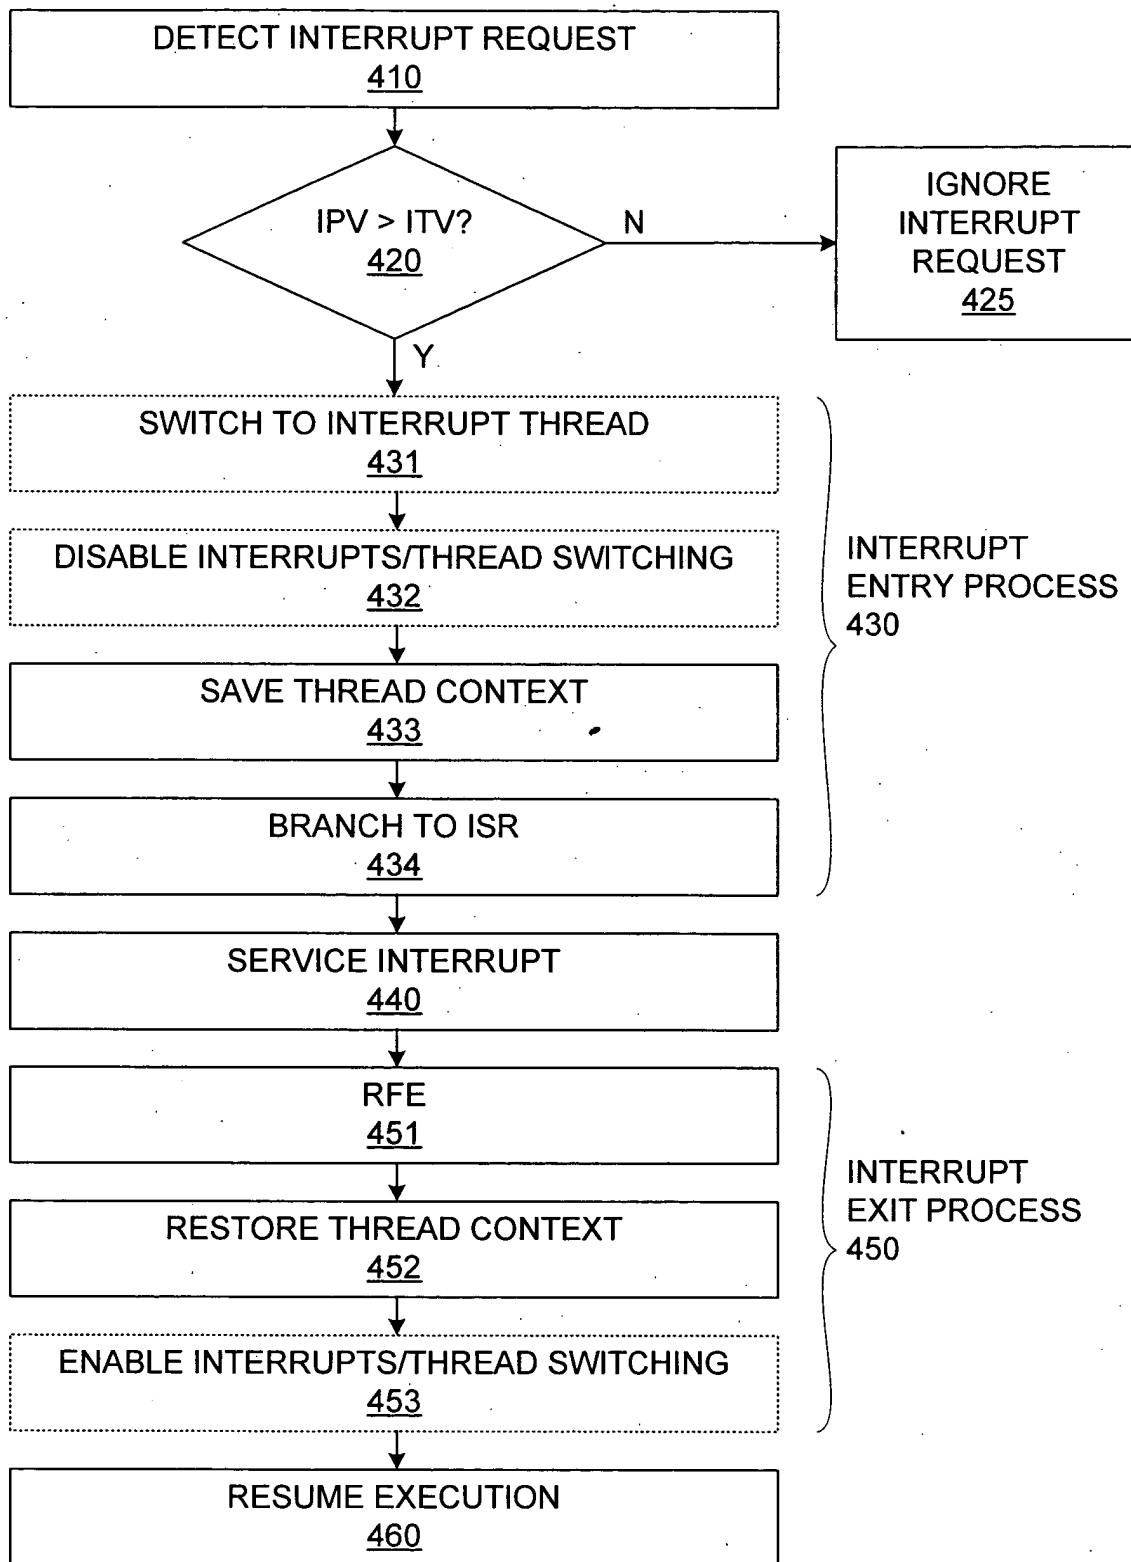 DETECT INTERRUPT REQUEST
410
IPV > ITV?
420
N
IGNORE
INTERRUPT
REQUEST
425
Y
SWITCH TO INTERRUPT THREAD
431
DISABLE INTERRUPTS/THREAD SWITCHING
432
SAVE THREAD CONTEXT
433
BRANCH TO ISR
434
INTERRUPT
ENTRY PROCESS
430
SERVICE INTERRUPT
440
RFE
451
RESTORE THREAD CONTEXT
452
ENABLE INTERRUPTS/THREAD SWITCHING
453
INTERRUPT
EXIT PROCESS
450
RESUME EXECUTION
460